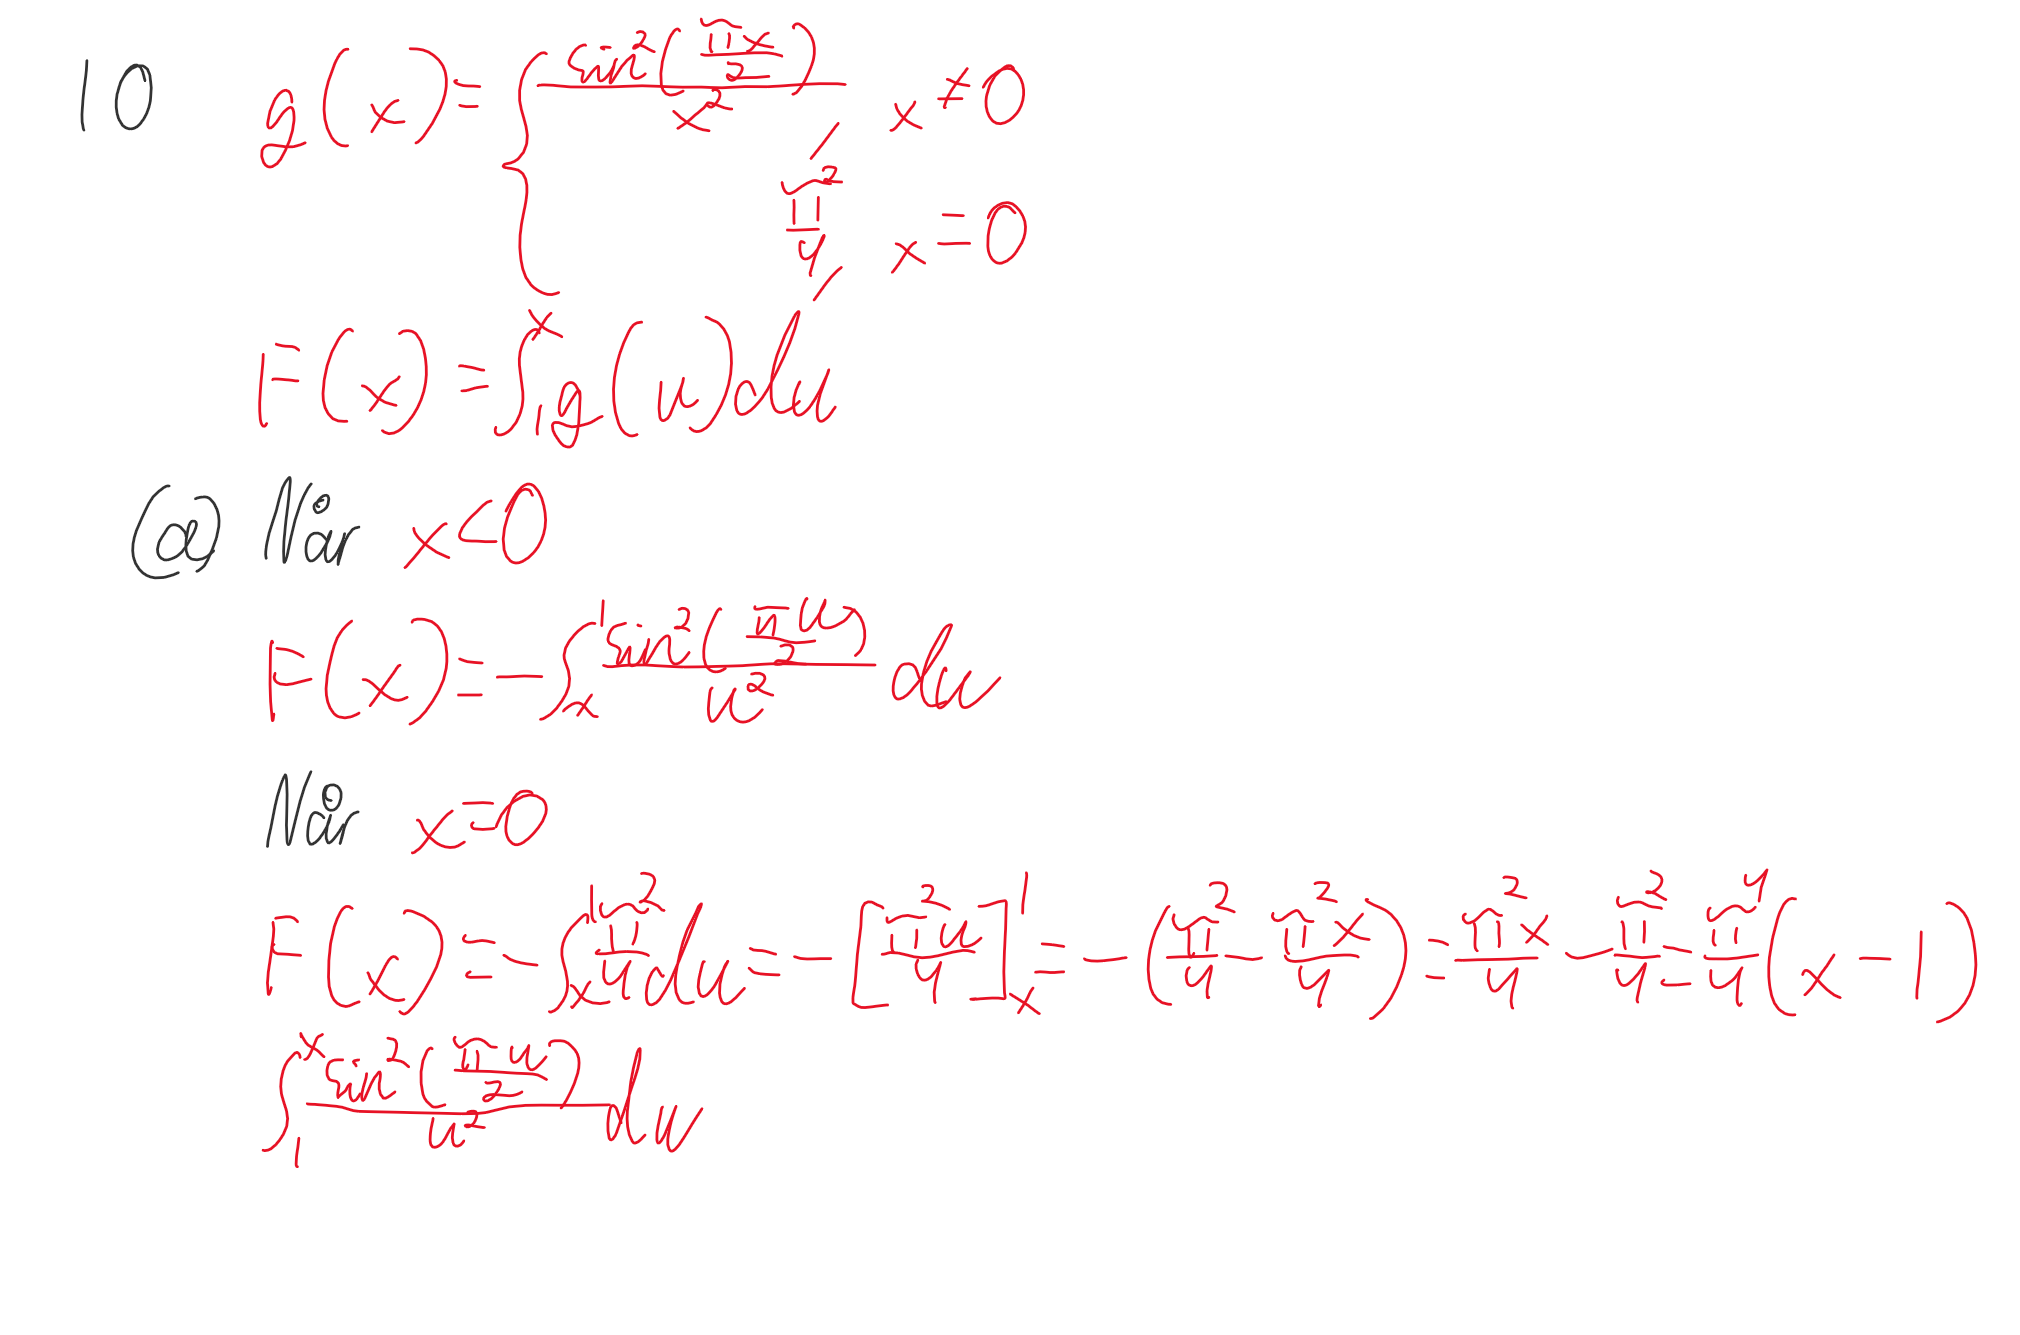 10 g(x) = { sin²(πx/2)/x², x ≠ 0
π²/4, x = 0
F(x) = ∫₁ˣ g(u)du
(a) Når x<0
F(x) = -∫ₓ¹ sin²(πu/2)/u² du
Når x=0
F(x) = -∫ₓ¹ π²/4 du = -[π²u/4]ₓ¹ = -(π²/4 - π²x/4) = π²x/4 - π²/4 = π⁴/4 (x-1)
∫₁ˣ sin²(πu/2)/u² du